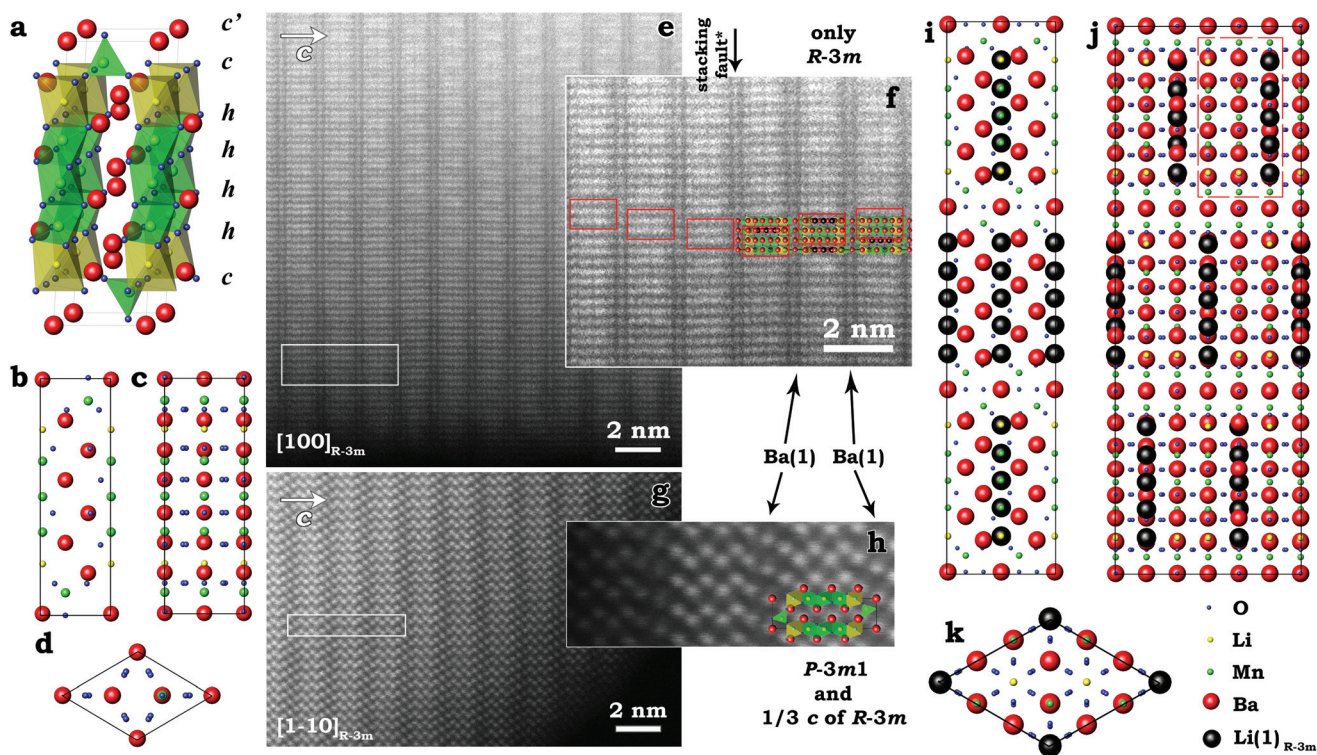 a
c'
c
h
h
h
h
c
b
c
d
c
e
[100]R-3m
2 nm
stacking
fault*
only
R-3m
f
2 nm
Ba(1)
Ba(1)
c
g
[1-10]R-3m
2 nm
h
P-3m1
and
1/3 c of R-3m
i
j
k
O
Li
Mn
Ba
Li(1)R-3m